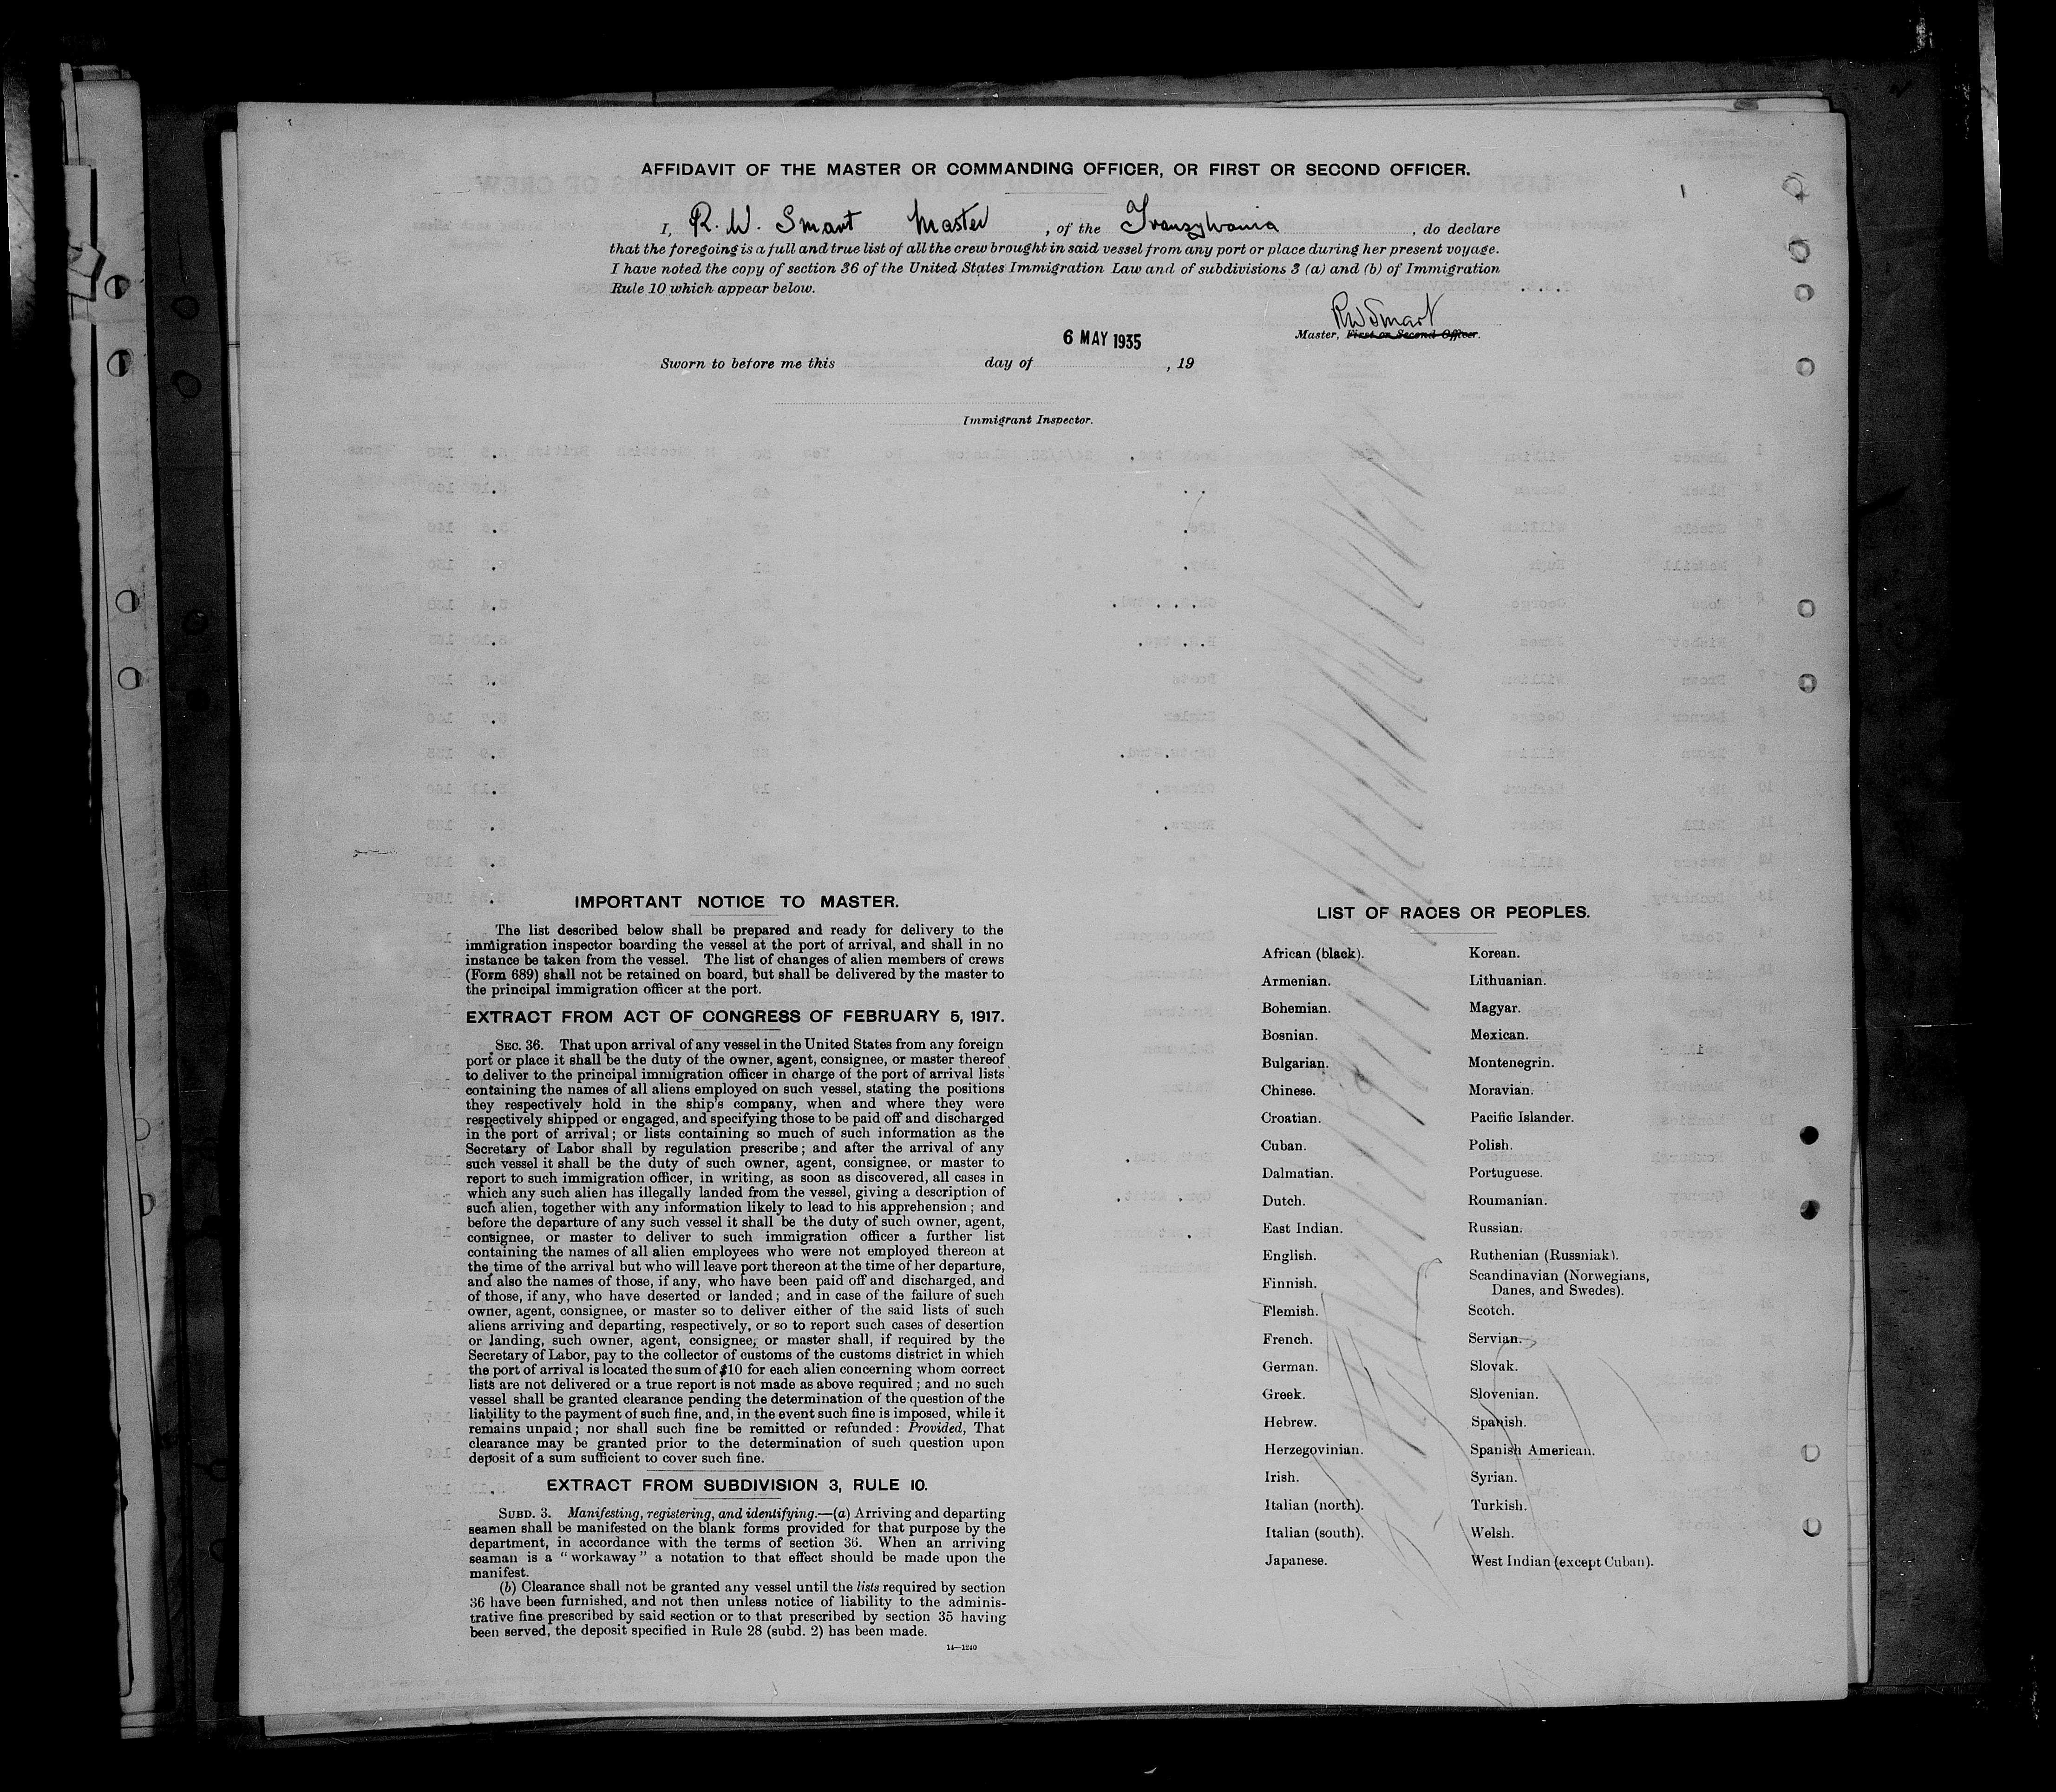 AFFIDAVIT OF THE MASTER OR COMMANDING OFFICER, OR FIRST OR SECOND OFFICER.
I, R. W. Smart Master , of the Transylvania , do declare
that the foregoing is a full and true list of all the crew brought in said vessel from any port or place during her present voyage.
I have noted the copy of section 36 of the United States Immigration Law and of subdivisions 3 (a) and (b) of Immigration
Rule 10 which appear below.
RWSmart
Master, First or Second Officer.
6 MAY 1935
Sworn to before me this day of , 19
Immigrant Inspector.
IMPORTANT NOTICE TO MASTER.
The list described below shall be prepared and ready for delivery to the
immigration inspector boarding the vessel at the port of arrival, and shall in no
instance be taken from the vessel. The list of changes of alien members of crews
(Form 689) shall not be retained on board, but shall be delivered by the master to
the principal immigration officer at the port.
EXTRACT FROM ACT OF CONGRESS OF FEBRUARY 5, 1917.
SEC. 36. That upon arrival of any vessel in the United States from any foreign
port or place it shall be the duty of the owner, agent, consignee, or master thereof
to deliver to the principal immigration officer in charge of the port of arrival lists
containing the names of all aliens employed on such vessel, stating the positions
they respectively hold in the ship's company, when and where they were
respectively shipped or engaged, and specifying those to be paid off and discharged
in the port of arrival; or lists containing so much of such information as the
Secretary of Labor shall by regulation prescribe; and after the arrival of any
such vessel it shall be the duty of such owner, agent, consignee, or master to
report to such immigration officer, in writing, as soon as discovered, all cases in
which any such alien has illegally landed from the vessel, giving a description of
such alien, together with any information likely to lead to his apprehension; and
before the departure of any such vessel it shall be the duty of such owner, agent,
consignee, or master to deliver to such immigration officer a further list
containing the names of all alien employees who were not employed thereon at
the time of the arrival but who will leave port thereon at the time of her departure,
and also the names of those, if any, who have been paid off and discharged, and
of those, if any, who have deserted or landed; and in case of the failure of such
owner, agent, consignee, or master so to deliver either of the said lists of such
aliens arriving and departing, respectively, or so to report such cases of desertion
or landing, such owner, agent, consignee, or master shall, if required by the
Secretary of Labor, pay to the collector of customs of the customs district in which
the port of arrival is located the sum of $10 for each alien concerning whom correct
lists are not delivered or a true report is not made as above required; and no such
vessel shall be granted clearance pending the determination of the question of the
liability to the payment of such fine, and, in the event such fine is imposed, while it
remains unpaid; nor shall such fine be remitted or refunded: Provided, That
clearance may be granted prior to the determination of such question upon
deposit of a sum sufficient to cover such fine.
EXTRACT FROM SUBDIVISION 3, RULE 10.
SUBD. 3. Manifesting, registering, and identifying.—(a) Arriving and departing
seamen shall be manifested on the blank forms provided for that purpose by the
department, in accordance with the terms of section 36. When an arriving
seaman is a "workaway" a notation to that effect should be made upon the
manifest.
(b) Clearance shall not be granted any vessel until the lists required by section
36 have been furnished, and not then unless notice of liability to the adminis-
trative fine prescribed by said section or to that prescribed by section 35 having
been served, the deposit specified in Rule 28 (subd. 2) has been made.
14—1240
LIST OF RACES OR PEOPLES.
African (black).
Armenian.
Bohemian.
Bosnian.
Bulgarian.
Chinese.
Croatian.
Cuban.
Dalmatian.
Dutch.
East Indian.
English.
Finnish.
Flemish.
French.
German.
Greek.
Hebrew.
Herzegovinian.
Irish.
Italian (north).
Italian (south).
Japanese.
Korean.
Lithuanian.
Magyar.
Mexican.
Montenegrin.
Moravian.
Pacific Islander.
Polish.
Portuguese.
Roumanian.
Russian.
Ruthenian (Russniak).
Scandinavian (Norwegians,
Danes, and Swedes).
Scotch.
Servian.
Slovak.
Slovenian.
Spanish.
Spanish American.
Syrian.
Turkish.
Welsh.
West Indian (except Cuban).